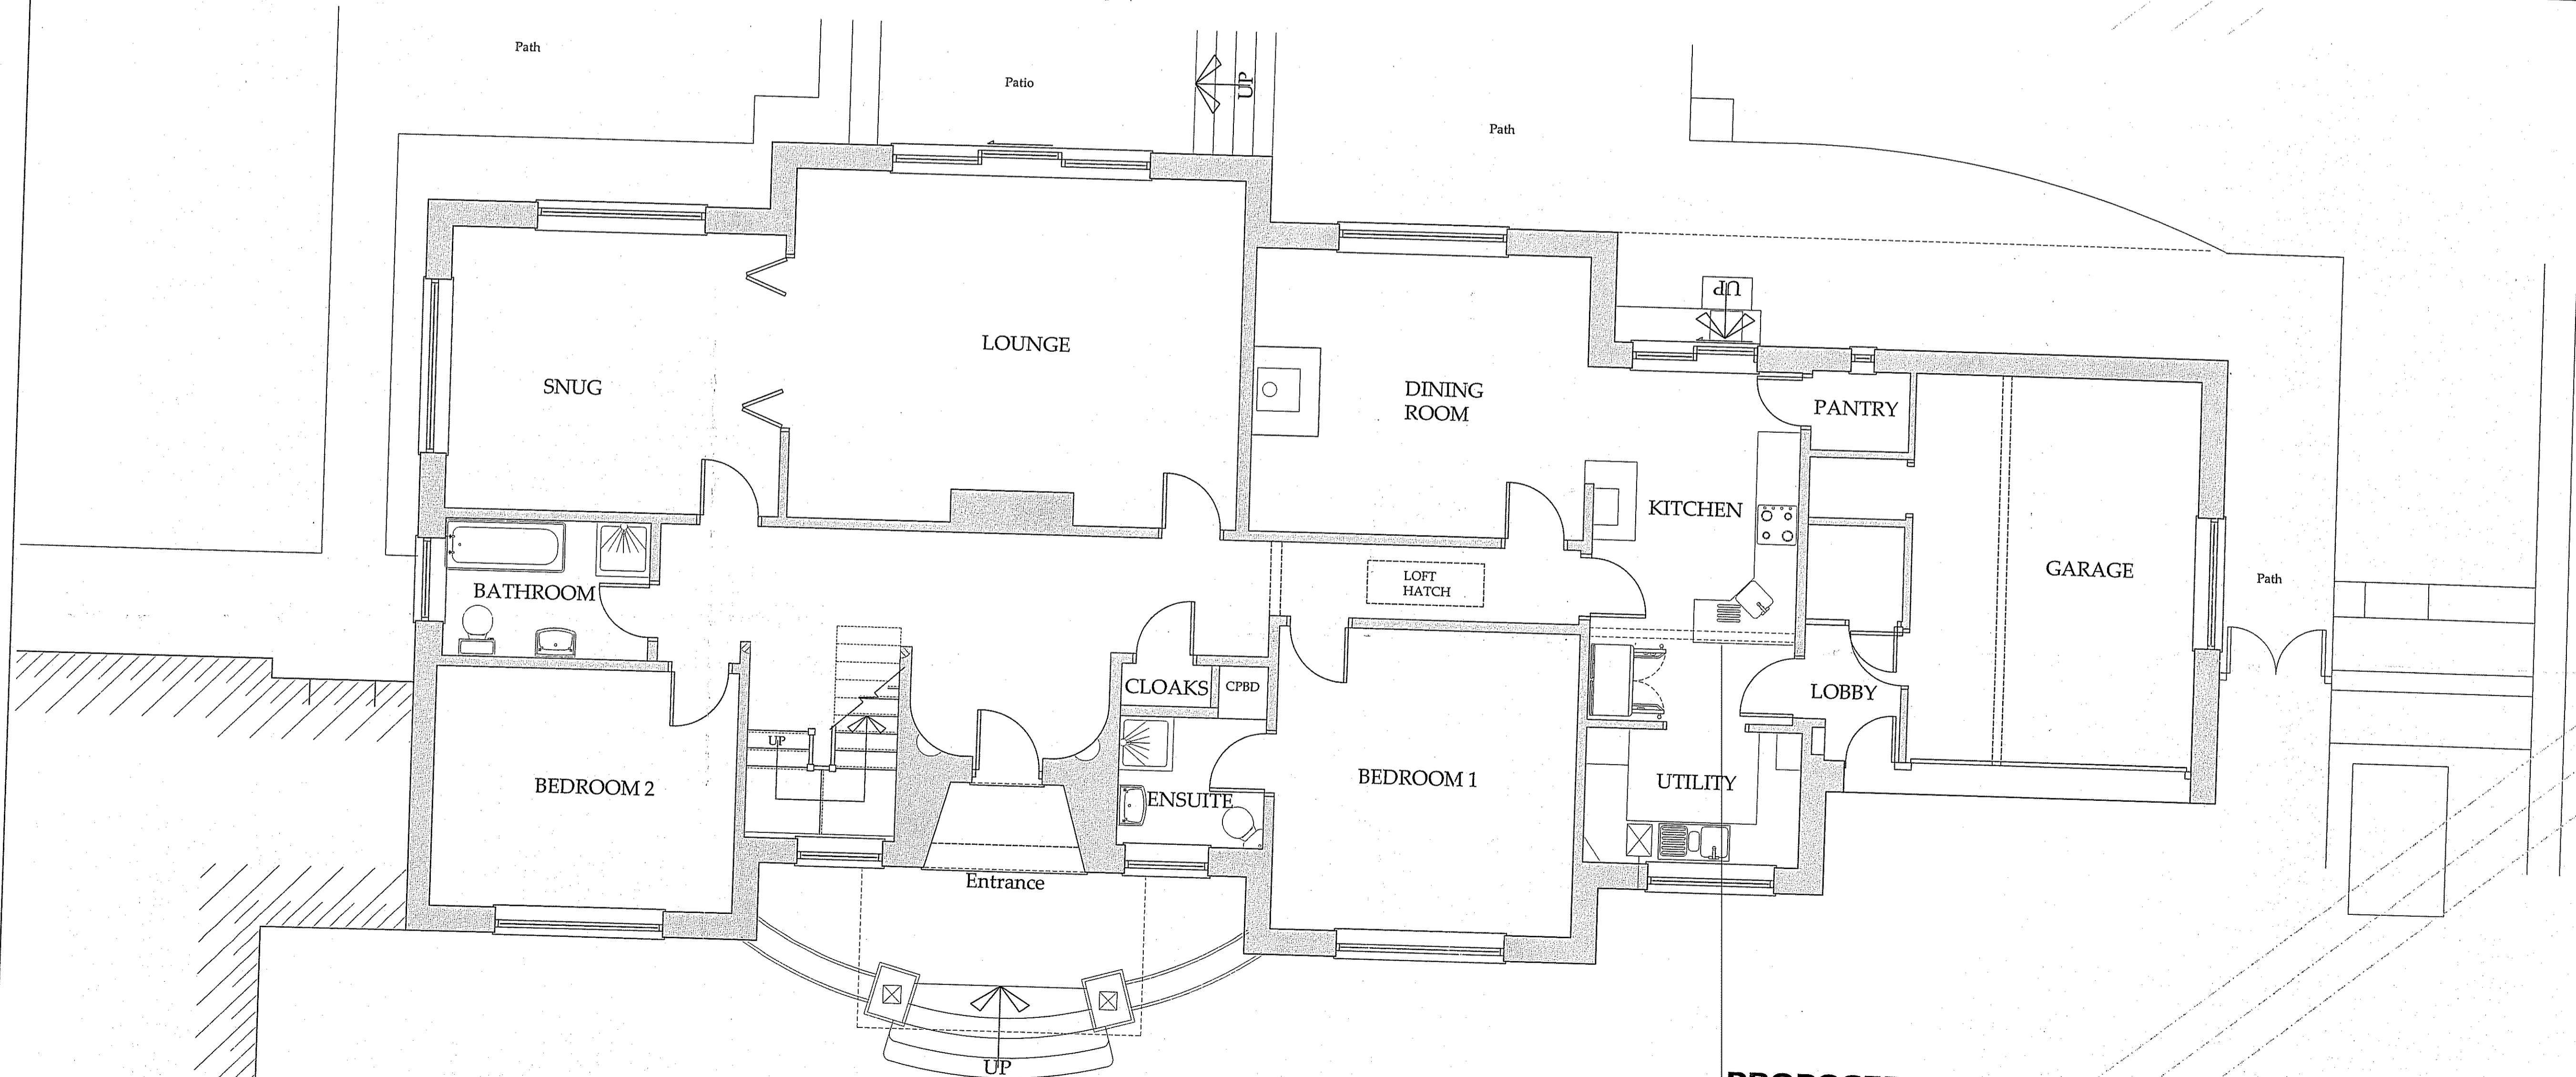 Path
Patio
UP
Path
UP
LOUNGE
SNUG
DINING
ROOM
PANTRY
KITCHEN
GARAGE
LOFT
HATCH
Path
BATHROOM
CLOAKS
CPBD
LOBBY
UP
BEDROOM 2
ENSUITE
BEDROOM 1
UTILITY
Entrance
UP